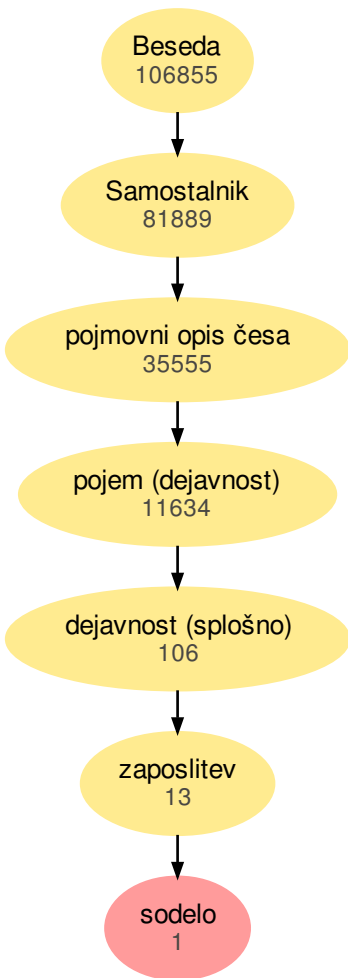 Beseda
106855
Samostalnik
81889
pojmovni opis česa
35555
pojem (dejavnost)
11634
dejavnost (splošno)
106
zaposlitev
13
sodelo
1